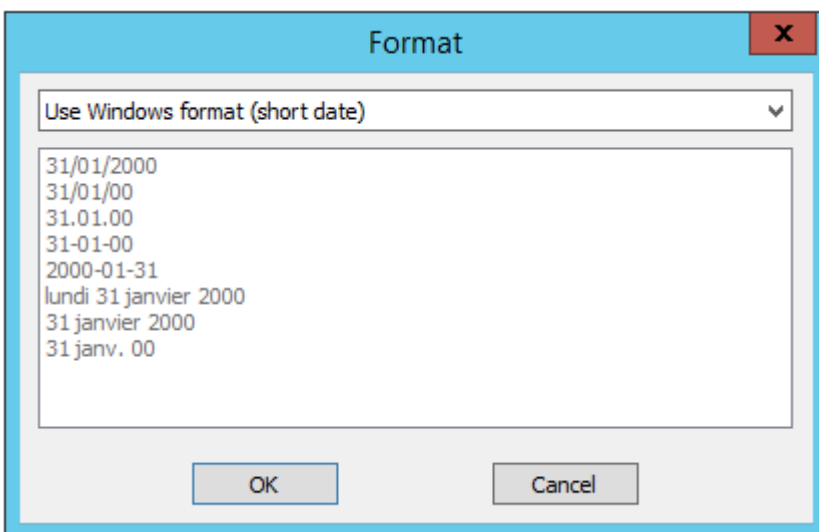 Format
x
Use Windows format (short date)
31/01/2000
31/01/00
31.01.00
31-01-00
2000-01-31
lundi 31 janvier 2000
31 janvier 2000
31 janv. 00
OK
Cancel